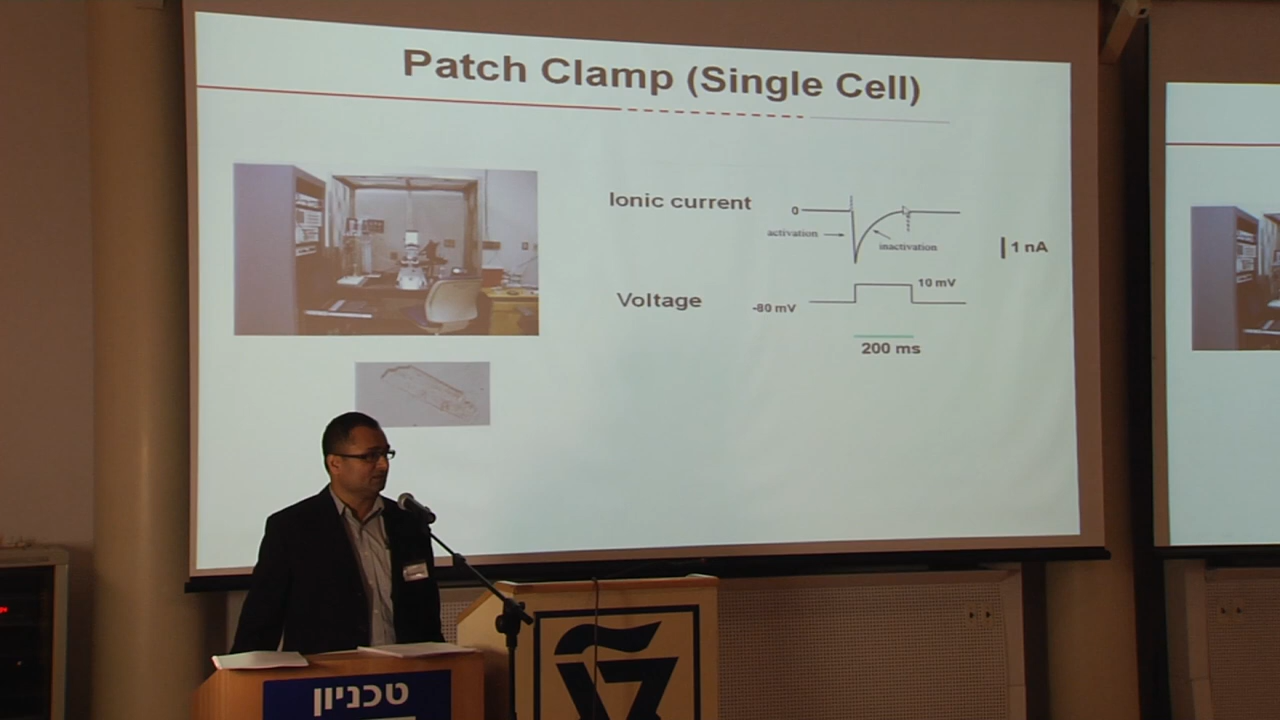 Patch Clamp (Single Cell)
Ionic current
0
activation
inactivation
1 nA
Voltage
10 mV
-80 mV
200 ms
טכניון